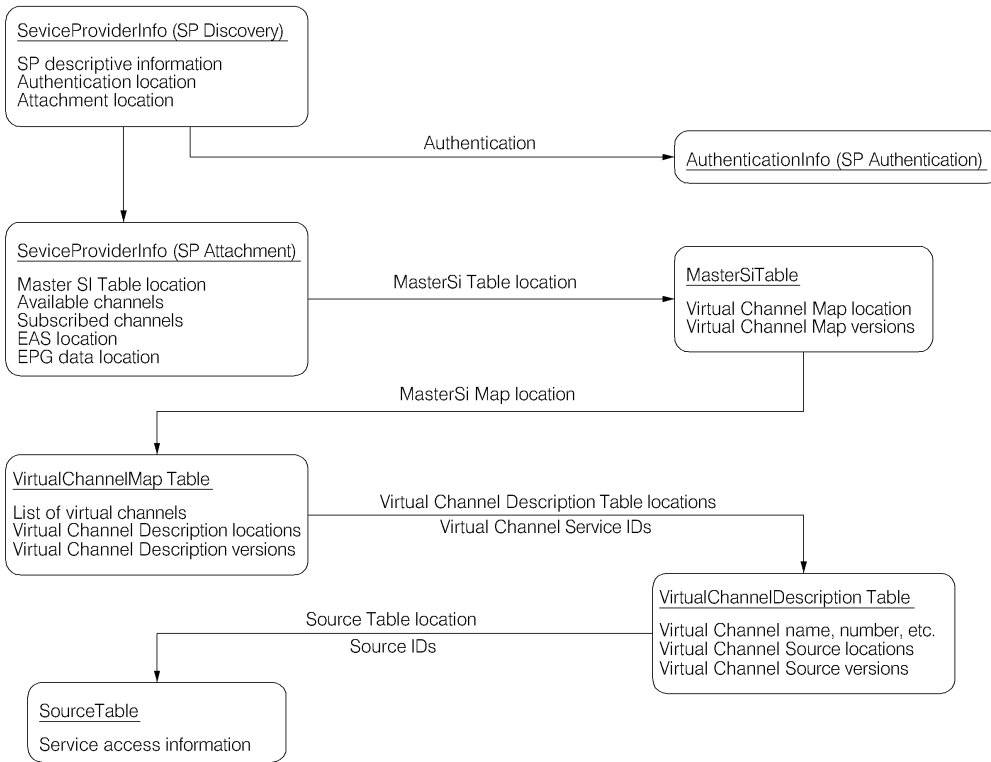 SeviceProviderInfo (SP Discovery)
SP descriptive information
Authentication location
Attachment location
Authentication
AuthenticationInfo (SP Authentication)
SeviceProviderInfo (SP Attachment)
Master SI Table location
Available channels
Subscribed channels
EAS location
EPG data location
MasterSi Table location
MasterSiTable
Virtual Channel Map location
Virtual Channel Map versions
MasterSi Map location
VirtualChannelMap Table
List of virtual channels
Virtual Channel Description locations
Virtual Channel Description versions
Virtual Channel Description Table locations
Virtual Channel Service IDs
VirtualChannelDescription Table
Virtual Channel name, number, etc.
Virtual Channel Source locations
Virtual Channel Source versions
Source Table location
Source IDs
SourceTable
Service access information